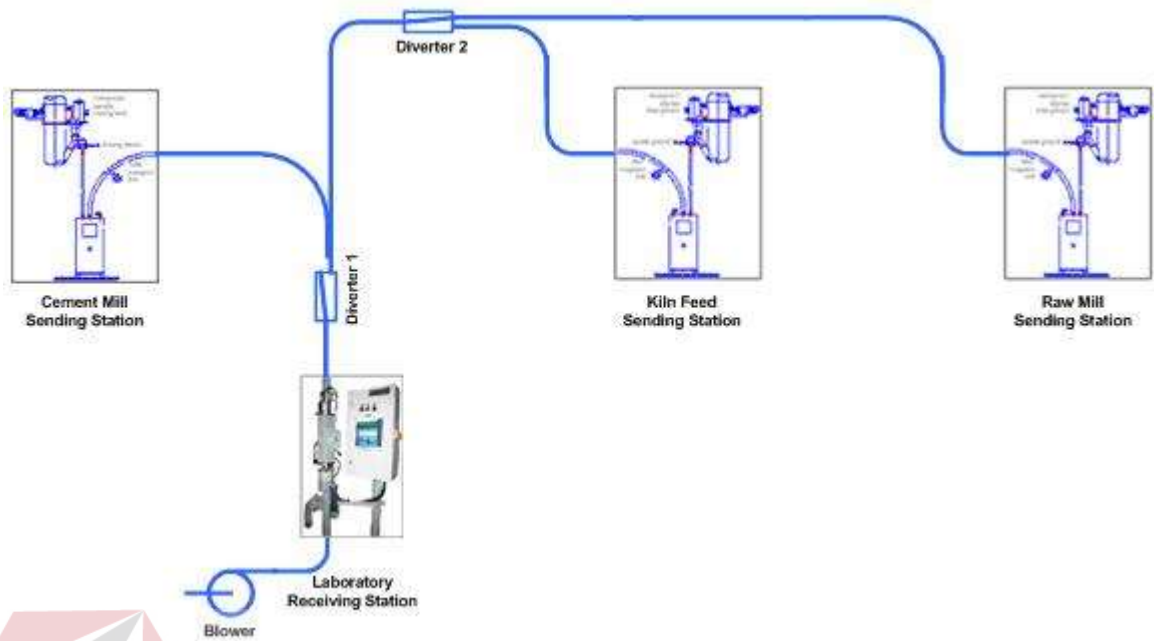 Diverter 2
Cement Mill
Sending Station
Diverter 1
Kiln Feed
Sending Station
Raw Mill
Sending Station
Laboratory
Receiving Station
Blower